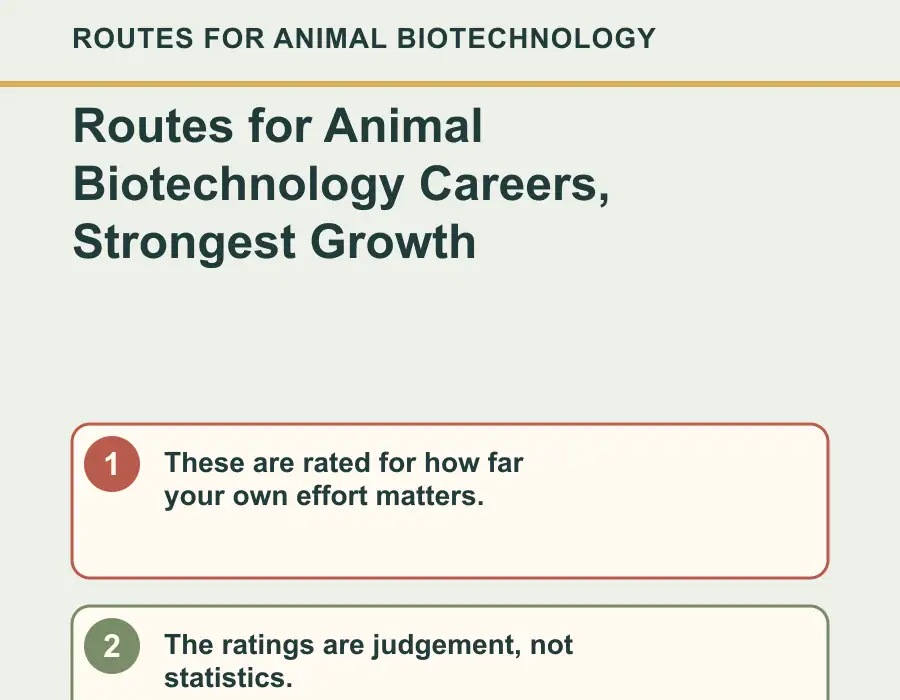 ROUTES FOR ANIMAL BIOTECHNOLOGY
Routes for Animal
Biotechnology Careers,
Strongest Growth
1
These are rated for how far
your own effort matters.
2
The ratings are judgement, not
statistics.